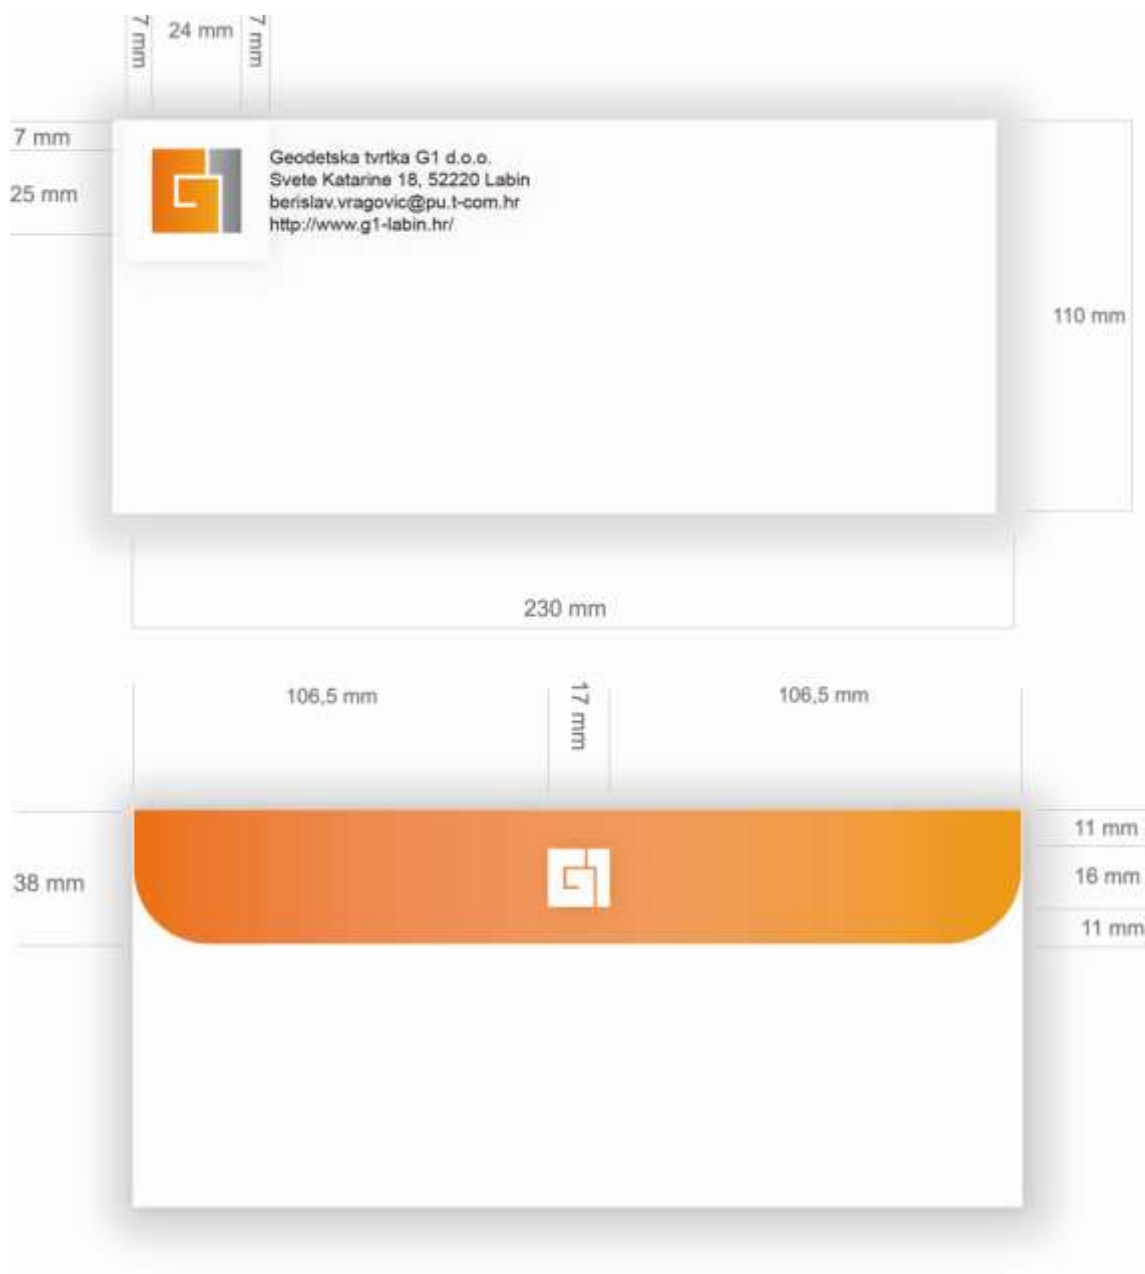 7 mm
24 mm
7 mm
7 mm
25 mm
G1
Geodetska tvrtka G1 d.o.o.
Svete Katarine 18, 52220 Labin
berislav.vragovic@pu.t-com.hr
http://www.g1-labin.hr/
110 mm
230 mm
106,5 mm
17 mm
106,5 mm
38 mm
G1
11 mm
16 mm
11 mm